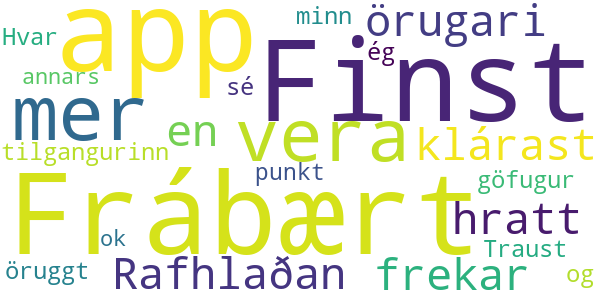 minn
app
örugari
Hvar
ég
Finst
annars
sé
mer
en
vera
klárast
tilgangurinn
punkt
göfugur
Frábært
hratt
ok
Traust
öruggt
Rafhlaðan
frekar
og